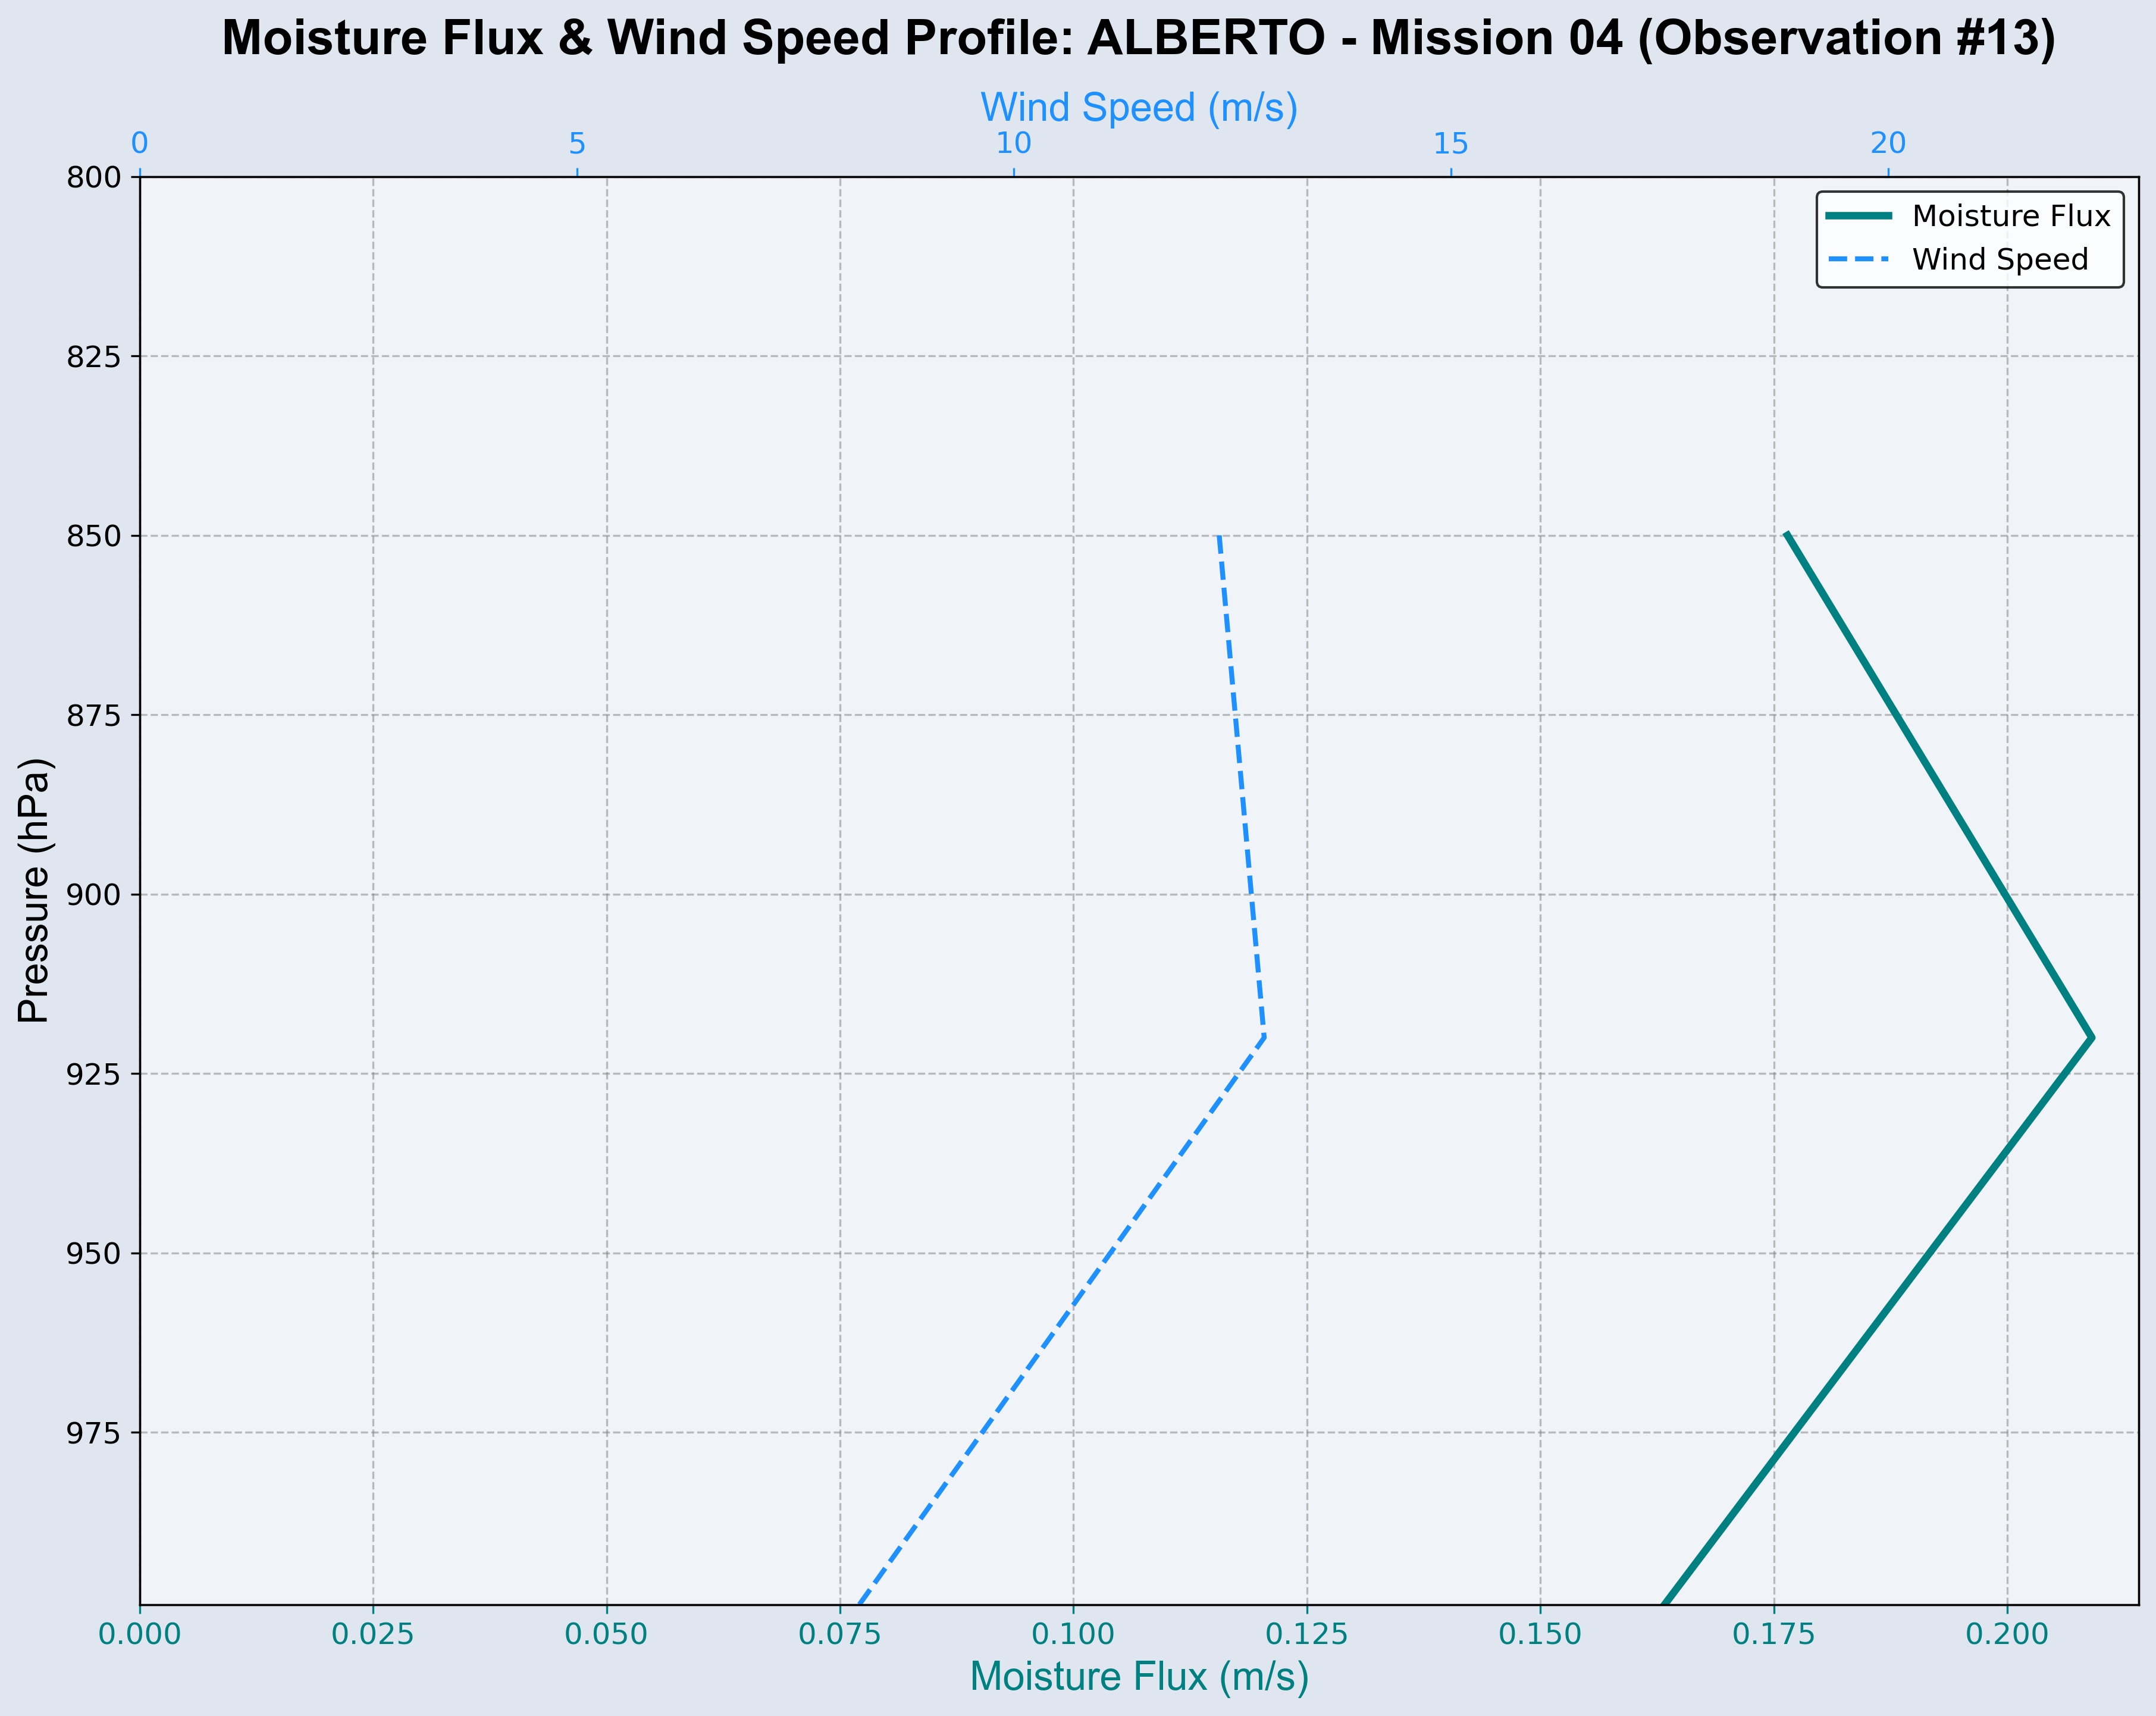 Moisture Flux & Wind Speed Profile: ALBERTO - Mission 04 (Observation #13)
Wind Speed (m/s)
0 5 10 15 20
Moisture Flux
Wind Speed
Pressure (hPa)
800
825
850
875
900
925
950
975
0.000 0.025 0.050 0.075 0.100 0.125 0.150 0.175 0.200
Moisture Flux (m/s)